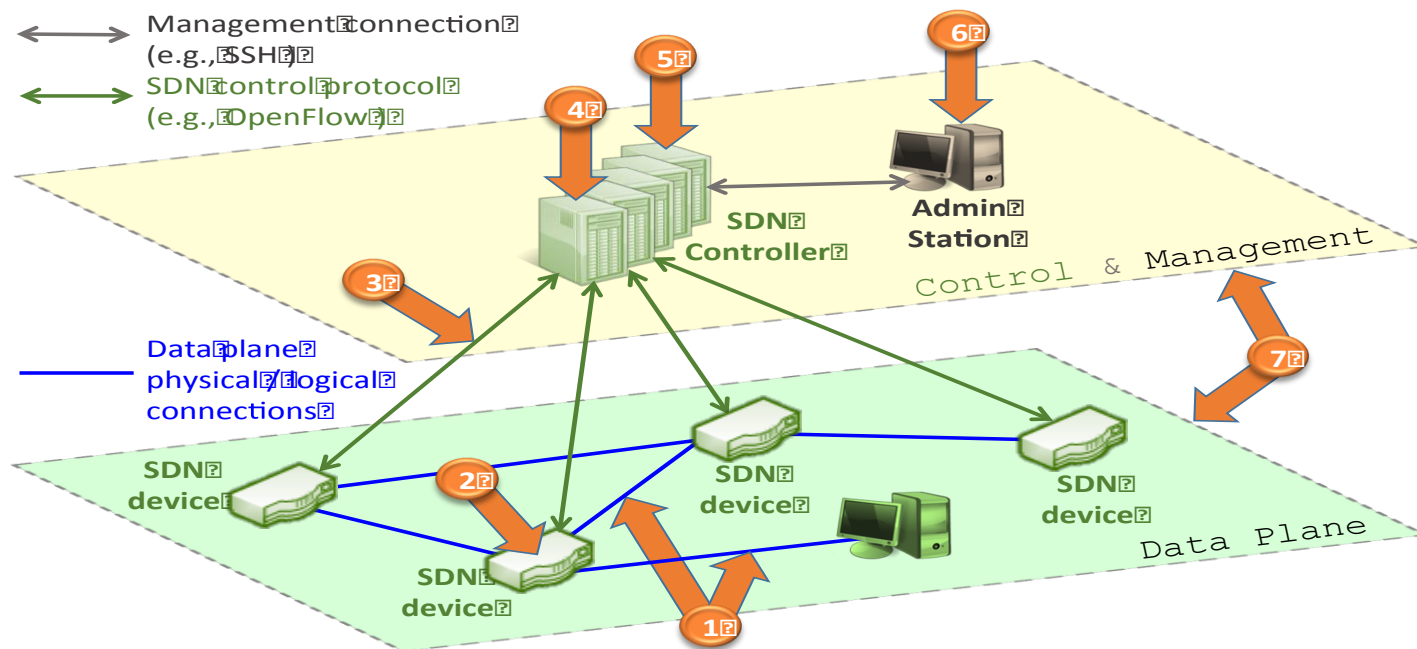 Management connection
(e.g., SSH )
SDN control protocol
(e.g., OpenFlow )
6
5
4
Admin
Station
SDN
Controller
Control & Management
3
Data plane
physical / logical
connections
7
SDN
device
2
SDN
device
SDN
device
Data Plane
SDN
device
1